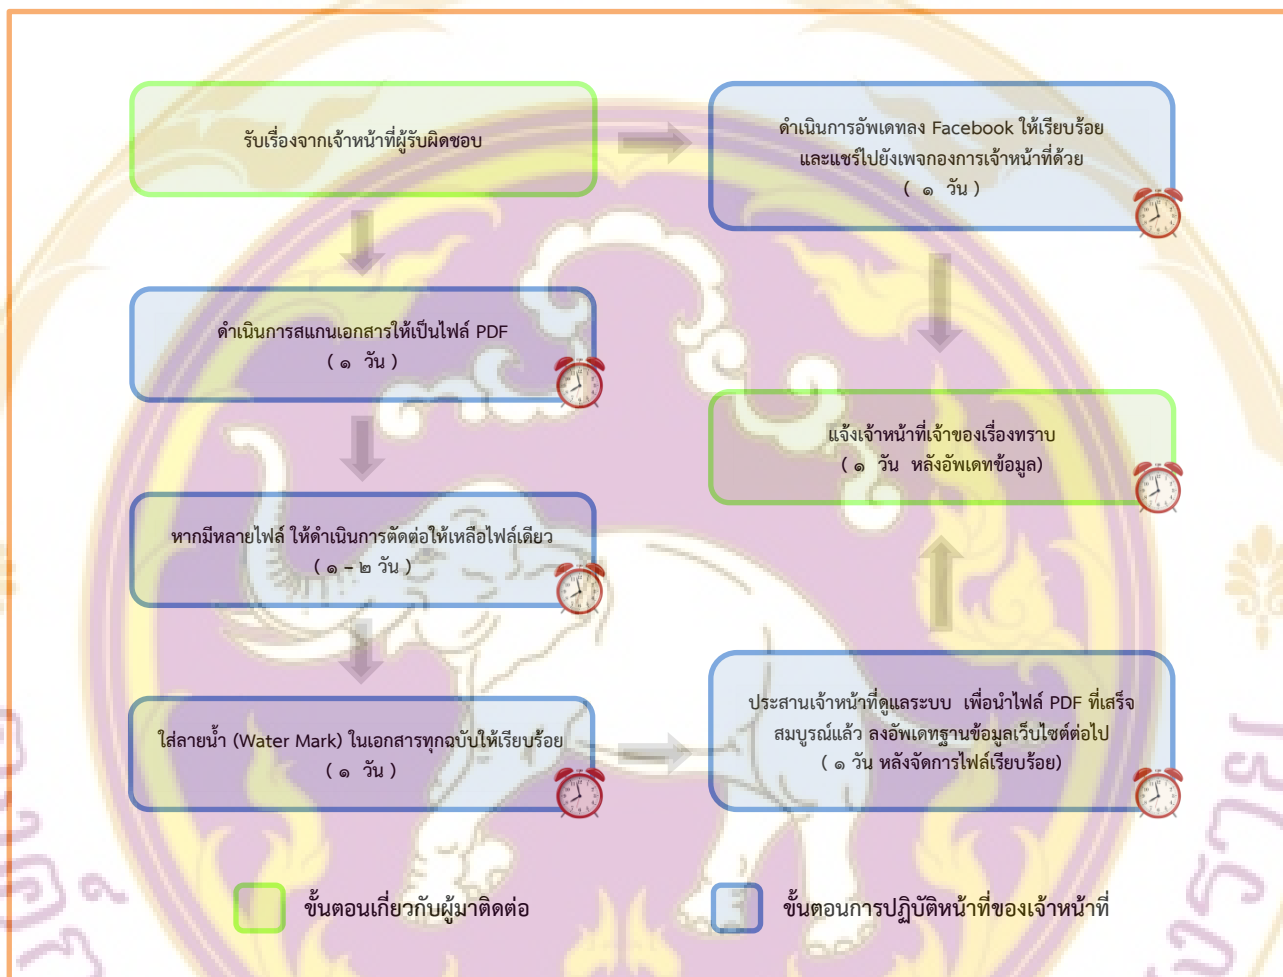 รับเรื่องจากเจ้าหน้าที่ผู้รับผิดชอบ
ดำเนินการสแกนเอกสารให้เป็นไฟล์ PDF
( ๑ วัน )
หากมีหลายไฟล์ ให้ดำเนินการตัดต่อให้เหลือไฟล์เดียว
( ๑ – ๒ วัน )
ใส่ลายน้ำ (Water Mark) ในเอกสารทุกฉบับให้เรียบร้อย
( ๑ วัน )
ดำเนินการอัพเดทลง Facebook ให้เรียบร้อย
และแชร์ไปยังเพจกองการเจ้าหน้าที่ด้วย
( ๑ วัน )
แจ้งเจ้าหน้าที่เจ้าของเรื่องทราบ
( ๑ วัน หลังอัพเดทข้อมูล)
ประสานเจ้าหน้าที่ดูแลระบบ เพื่อนำไฟล์ PDF ที่เสร็จ
สมบูรณ์แล้ว ลงอัพเดทฐานข้อมูลเว็บไซต์ต่อไป
( ๑ วัน หลังจัดการไฟล์เรียบร้อย)
ขั้นตอนเกี่ยวกับผู้มาติดต่อ
ขั้นตอนการปฏิบัติหน้าที่ของเจ้าหน้าที่